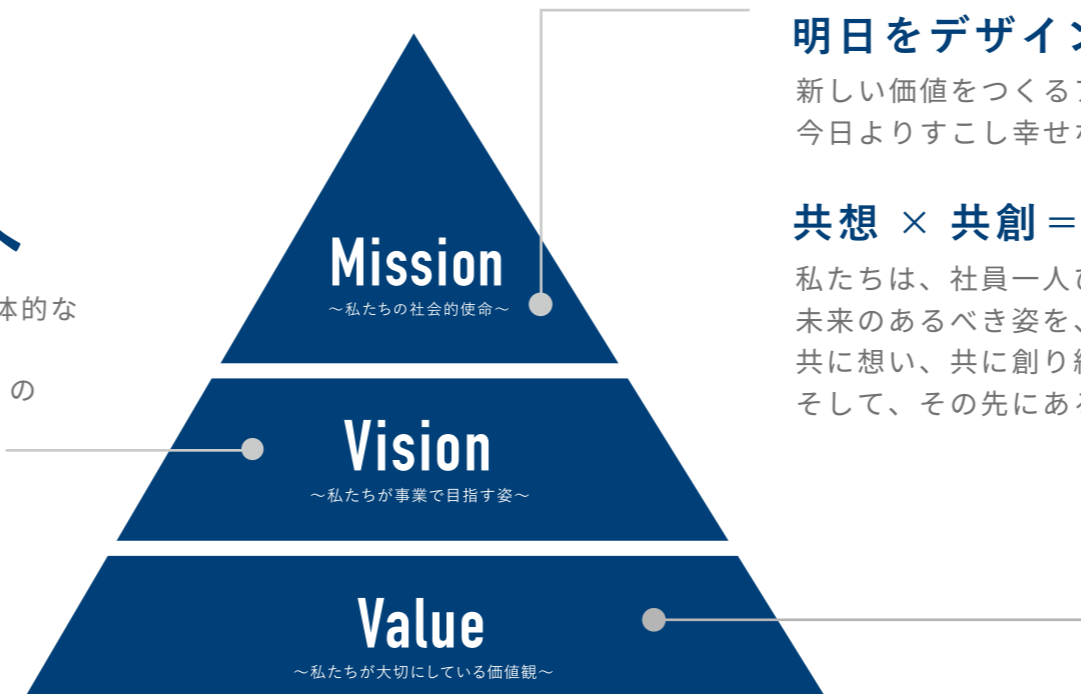 明日をデザイン
新しい価値をつくる
今日よりすこし幸せ
共想 × 共創＝
私たちは、社員一人
未来のあるべき姿を、
共に想い、共に創り
そして、その先にあ
体的な
の
Mission
～私たちの社会的使命～
Vision
～私たちが事業で目指す姿～
Value
～私たちが大切にしている価値観～